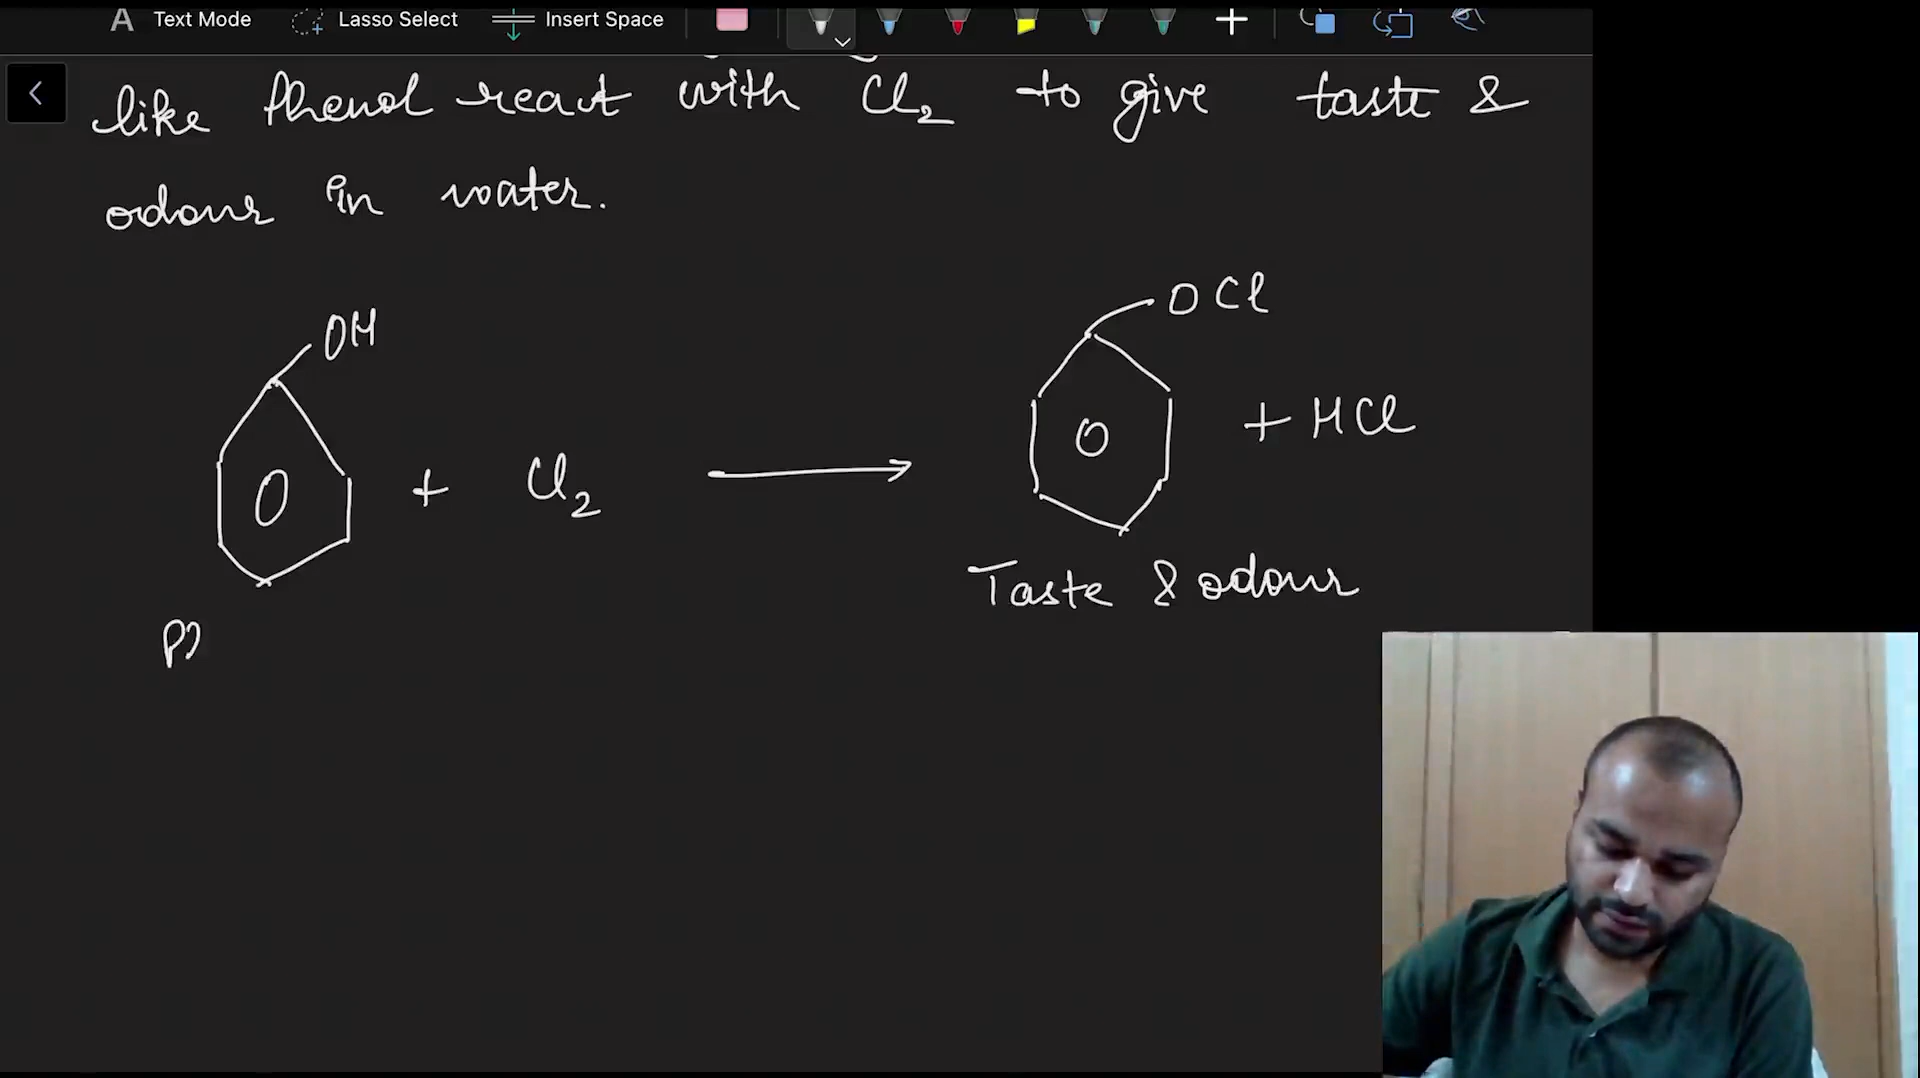 Text Mode Lasso Select Insert Space
like Phenol react with Cl2 to give taste &
odour in water.
OH
+ Cl2
OCl
+ HCl
Taste & odour